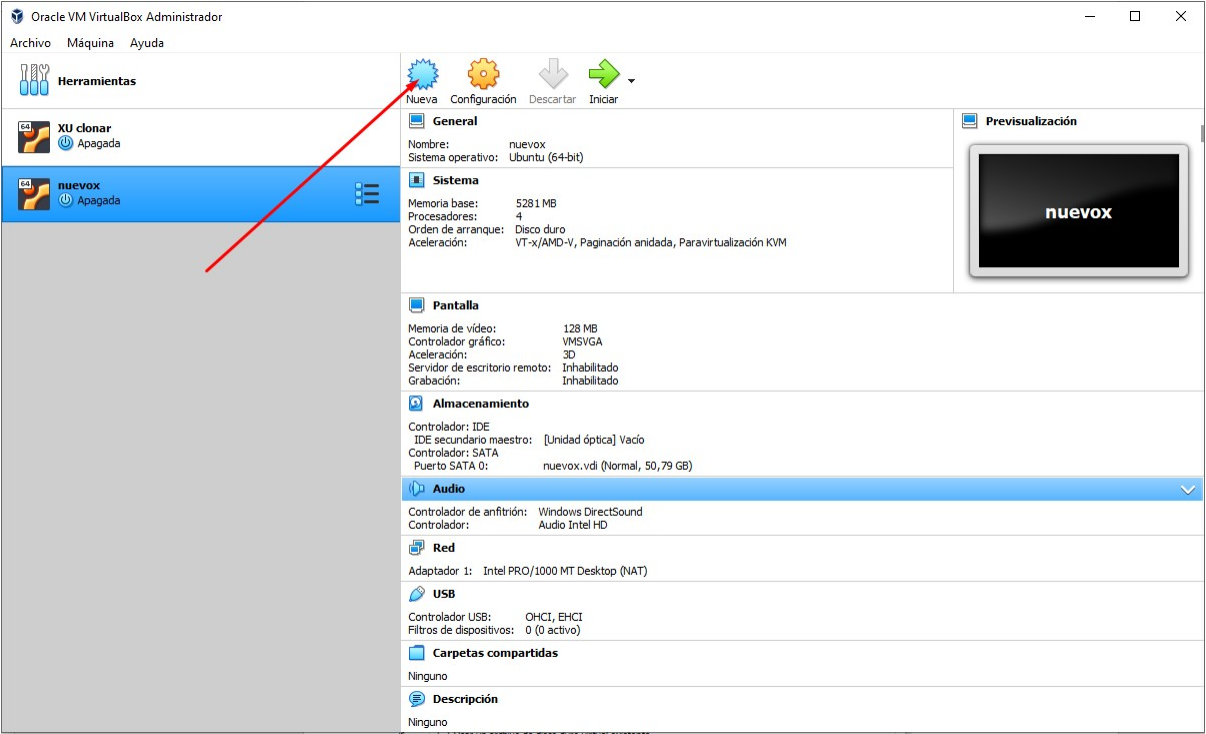 Oracle VM VirtualBox Administrador
Archivo Máquina Ayuda
Herramientas
64
XU clonar
Apagada
64
nuevox
Apagada
Nueva Configuración Descartar Iniciar
General
Nombre: nuevox
Sistema operativo: Ubuntu (64-bit)
Previsualización
nuevox
Sistema
Memoria base: 5281 MB
Procesadores: 4
Orden de arranque: Disco duro
Aceleración: VT-x/AMD-V, Paginación anidada, Paravirtualización KVM
Pantalla
Memoria de vídeo: 128 MB
Controlador gráfico: VMSVGA
Aceleración: 3D
Servidor de escritorio remoto: Inhabilitado
Grabación: Inhabilitado
Almacenamiento
Controlador: IDE
IDE secundario maestro: [Unidad óptica] Vacío
Controlador: SATA
Puerto SATA 0: nuevox.vdi (Normal, 50,79 GB)
Audio
Controlador de anfitrión: Windows DirectSound
Controlador: Audio Intel HD
Red
Adaptador 1: Intel PRO/1000 MT Desktop (NAT)
USB
Controlador USB: OHCI, EHCI
Filtros de dispositivos: 0 (0 activo)
Carpetas compartidas
Ninguno
Descripción
Ninguno